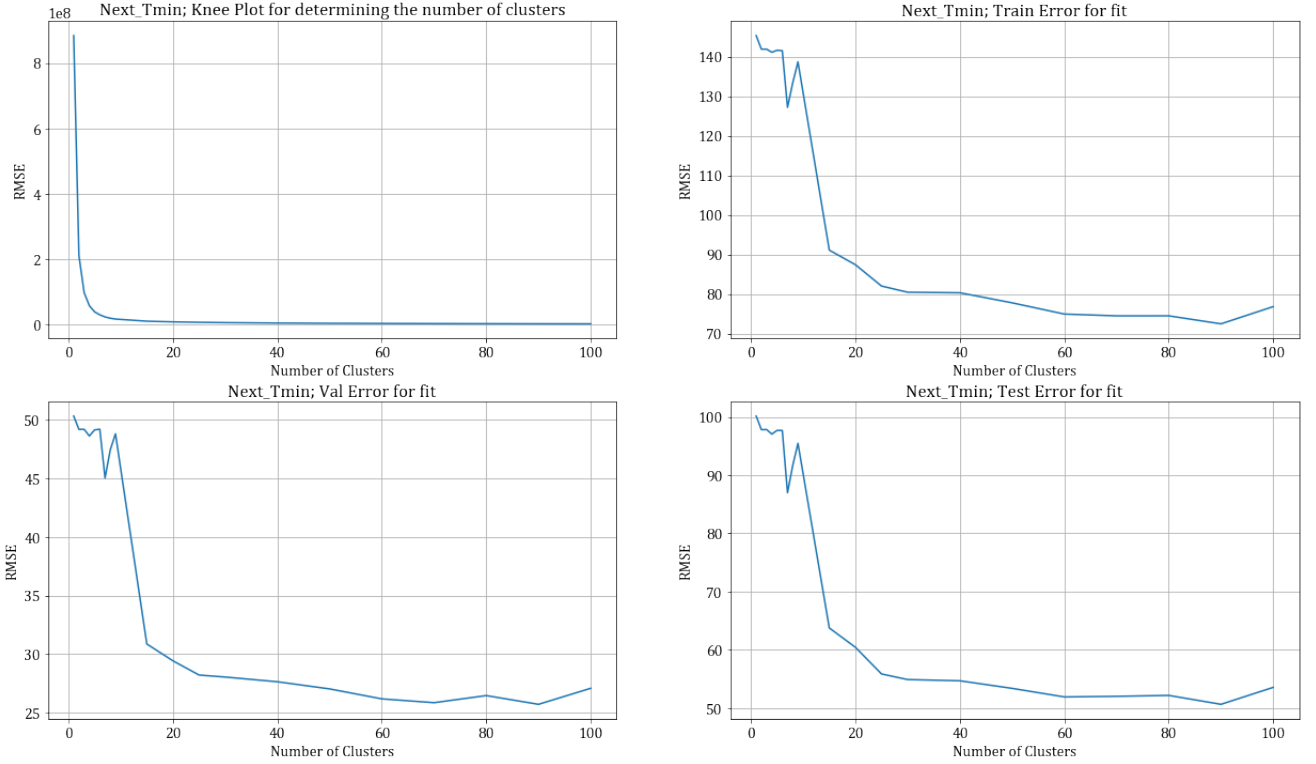 Next_Tmin; Knee Plot for determining the number of clusters
1e8
8
6
4
2
0
RMSE
0 20 40 60 80 100
Number of Clusters
Next_Tmin; Train Error for fit
140
130
120
110
100
90
80
70
RMSE
0 20 40 60 80 100
Number of Clusters
Next_Tmin; Val Error for fit
50
45
40
35
30
25
RMSE
0 20 40 60 80 100
Number of Clusters
Next_Tmin; Test Error for fit
100
90
80
70
60
50
RMSE
0 20 40 60 80 100
Number of Clusters